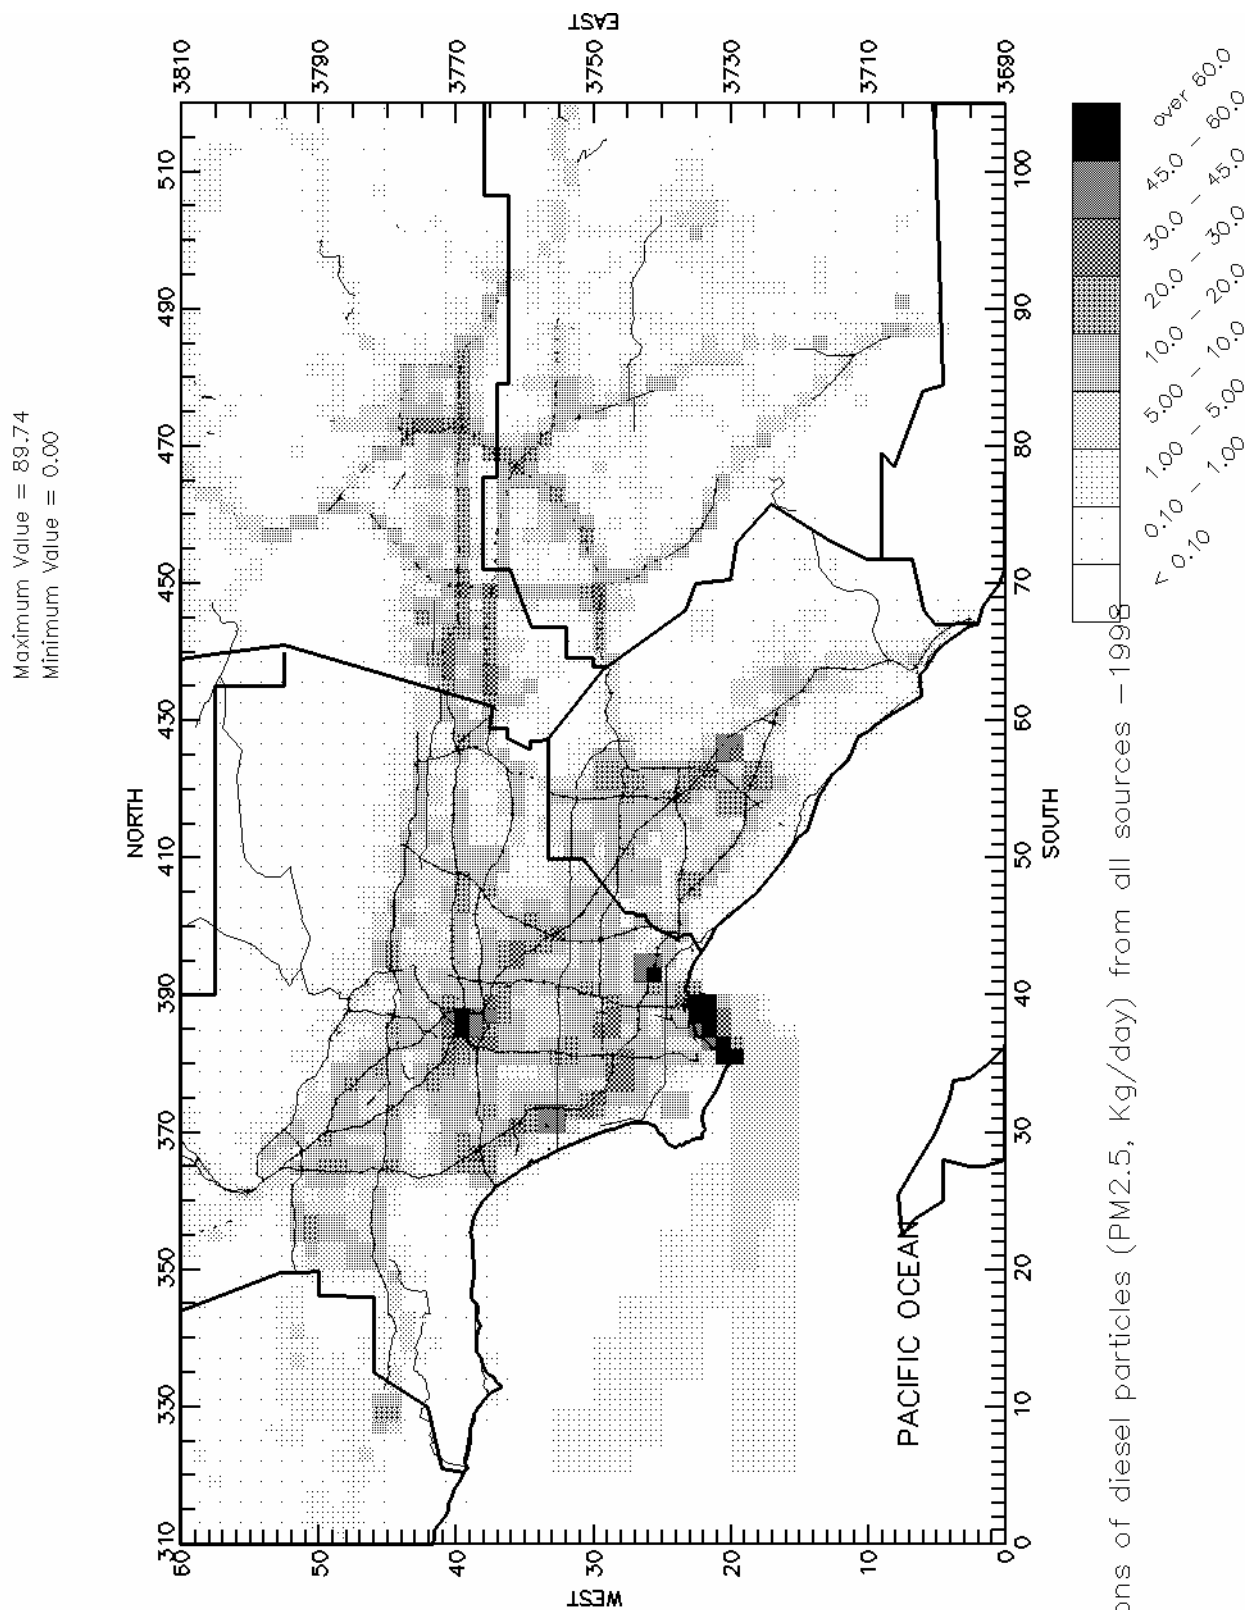 Maximum Value = 89.74
Minimum Value = 0.00
NORTH
310 330 350 370 390 410 430 450 470 490 510
WEST
60
50
40
30
20
10
0
EAST
3810
3790
3770
3750
3730
3710
3690
PACIFIC OCEAN
10 20 30 40 50 60 70 80 90 100
SOUTH
over 60.0
45.0 - 60.0
30.0 - 45.0
20.0 - 30.0
10.0 - 20.0
5.00 - 10.0
1.00 - 5.00
0.10 - 1.00
< 0.10
ons of diesel particles (PM2.5, Kg/day) from all sources - 1998